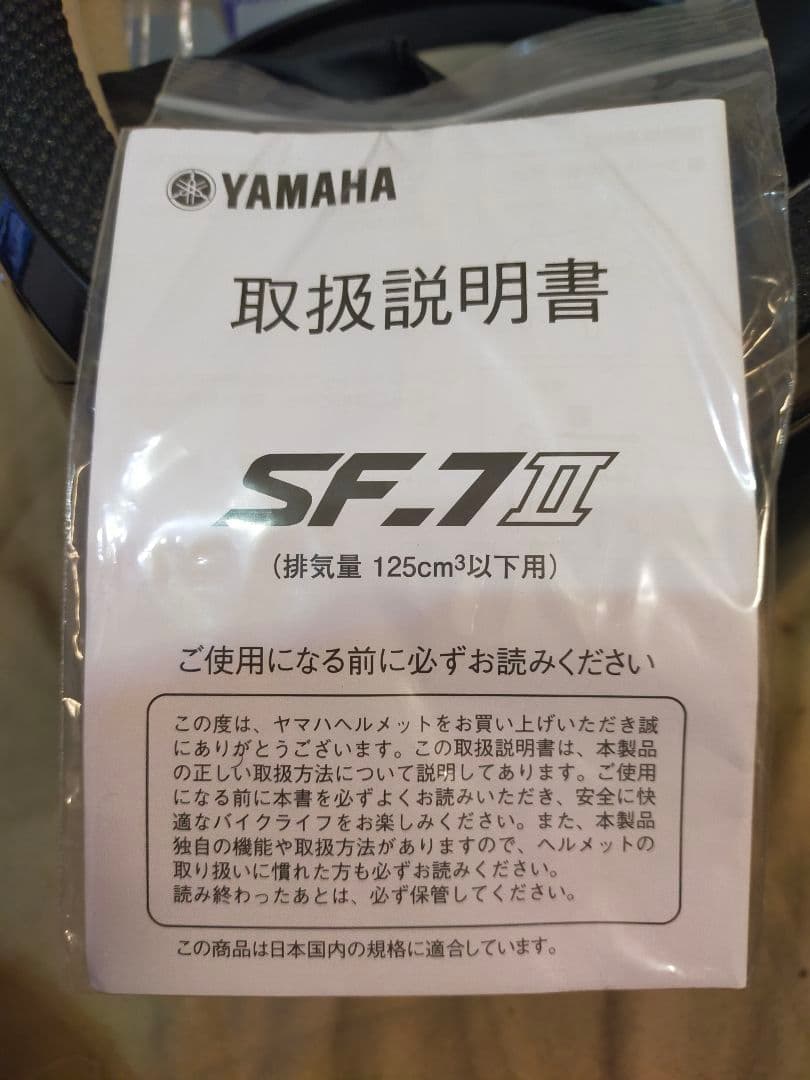 YAMAHA
取扱説明書
SF-7II
（排気量 125cm³以下用）
ご使用になる前に必ずお読みください
この度は、ヤマハヘルメットをお買い上げいただき誠
にありがとうございます。この取扱説明書は、本製品
の正しい取扱方法について説明してあります。ご使用
になる前に本書を必ずよくお読みいただき、安全に快
適なバイクライフをお楽しみください。また、本製品
独自の機能や取扱方法がありますので、ヘルメットの
取り扱いに慣れた方も必ずお読みください。
読み終わったあとは、必ず保管してください。
この商品は日本国内の規格に適合しています。